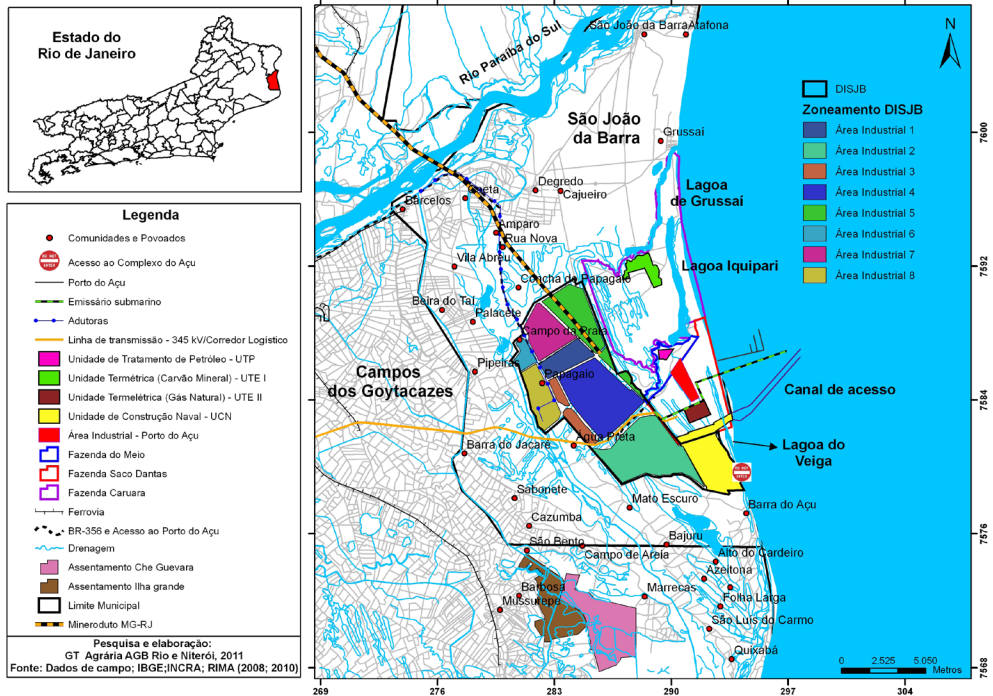 Estado do
Rio de Janeiro
Legenda
Comunidades e Povoados
Acesso ao Complexo do Açu
Porto do Açu
Emissário submarino
Adutoras
Linha de transmissão - 345 kV/Corredor Logístico
Unidade de Tratamento de Petróleo - UTP
Unidade Termétrica (Carvão Mineral) - UTE I
Unidade Termelétrica (Gás Natural) - UTE II
Unidade de Construção Naval - UCN
Área Industrial - Porto do Açu
Fazenda do Meio
Fazenda Saco Dantas
Fazenda Caruara
Ferrovia
BR-356 e Acesso ao Porto do Açu
Drenagem
Assentamento Che Guevara
Assentamento Ilha grande
Limite Municipal
Mineroduto MG-RJ
Pesquisa e elaboração:
GT Agrária AGB Rio e Niterói, 2011
Fonte: Dados de campo; IBGE;INCRA; RIMA (2008; 2010)
São João da Barra
Atafona
N
Rio Paraíba do Sul
DISJB
Zoneamento DISJB
Área Industrial 1
Área Industrial 2
Área Industrial 3
Área Industrial 4
Área Industrial 5
Área Industrial 6
Área Industrial 7
Área Industrial 8
São João
da Barra
Grussaí
7600
Degredo
Cajueiro
Lagoa
de Grussaí
Barcelos
Amparo
Rua Nova
Vila Abreu
Lagoa Iquipari
7592
Concha do Papagaio
Beira do Taí
Palacete
Campo da Praia
Pipeiras
Campos
dos Goytacazes
Papagaio
Canal de acesso
7584
Água Preta
Barra do Jacaré
Lagoa do
Veiga
Sabonete
Mato Escuro
Barra do Açu
Cazumba
7576
São Bento
Campo de Areia
Bajuru
Alto do Cardeiro
Azeitona
Barbosa
Marrecas
Mussurepe
Folha Larga
São Luis do Carmo
Quixabá
0 2.525 5.050
Metros
7568
269 276 283 290 297 304